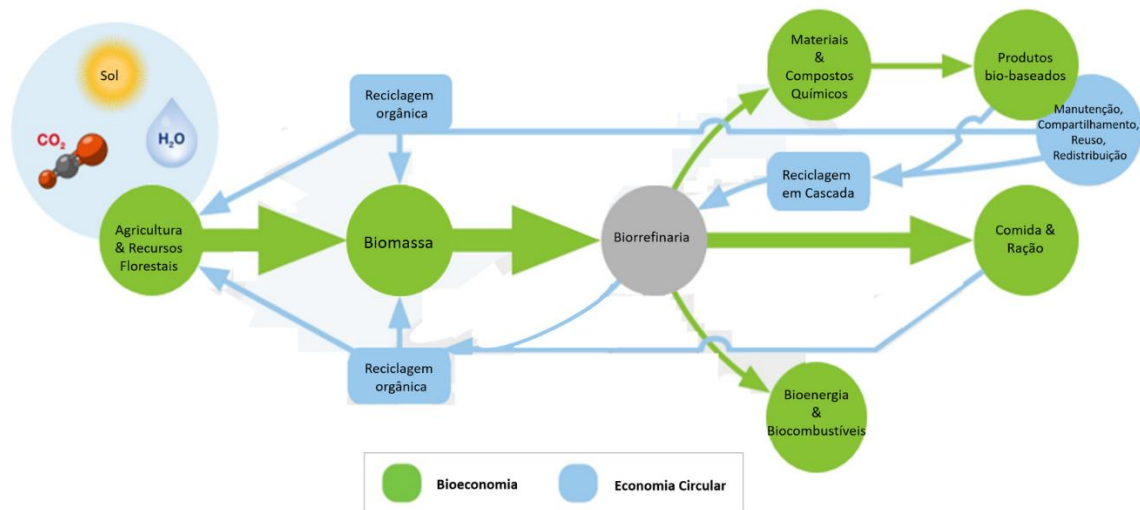 Sol
CO₂
H₂O
Agricultura
& Recursos
Florestais
Reciclagem
orgânica
Biomassa
Reciclagem
orgânica
Biorrefinaria
Materiais
&
Compostos
Químicos
Produtos
bio-baseados
Manutenção,
Compartilhamento,
Reuso,
Redistribuição
Reciclagem
em Cascada
Comida &
Ração
Bioenergia
&
Biocombustíveis
Bioeconomia
Economia Circular